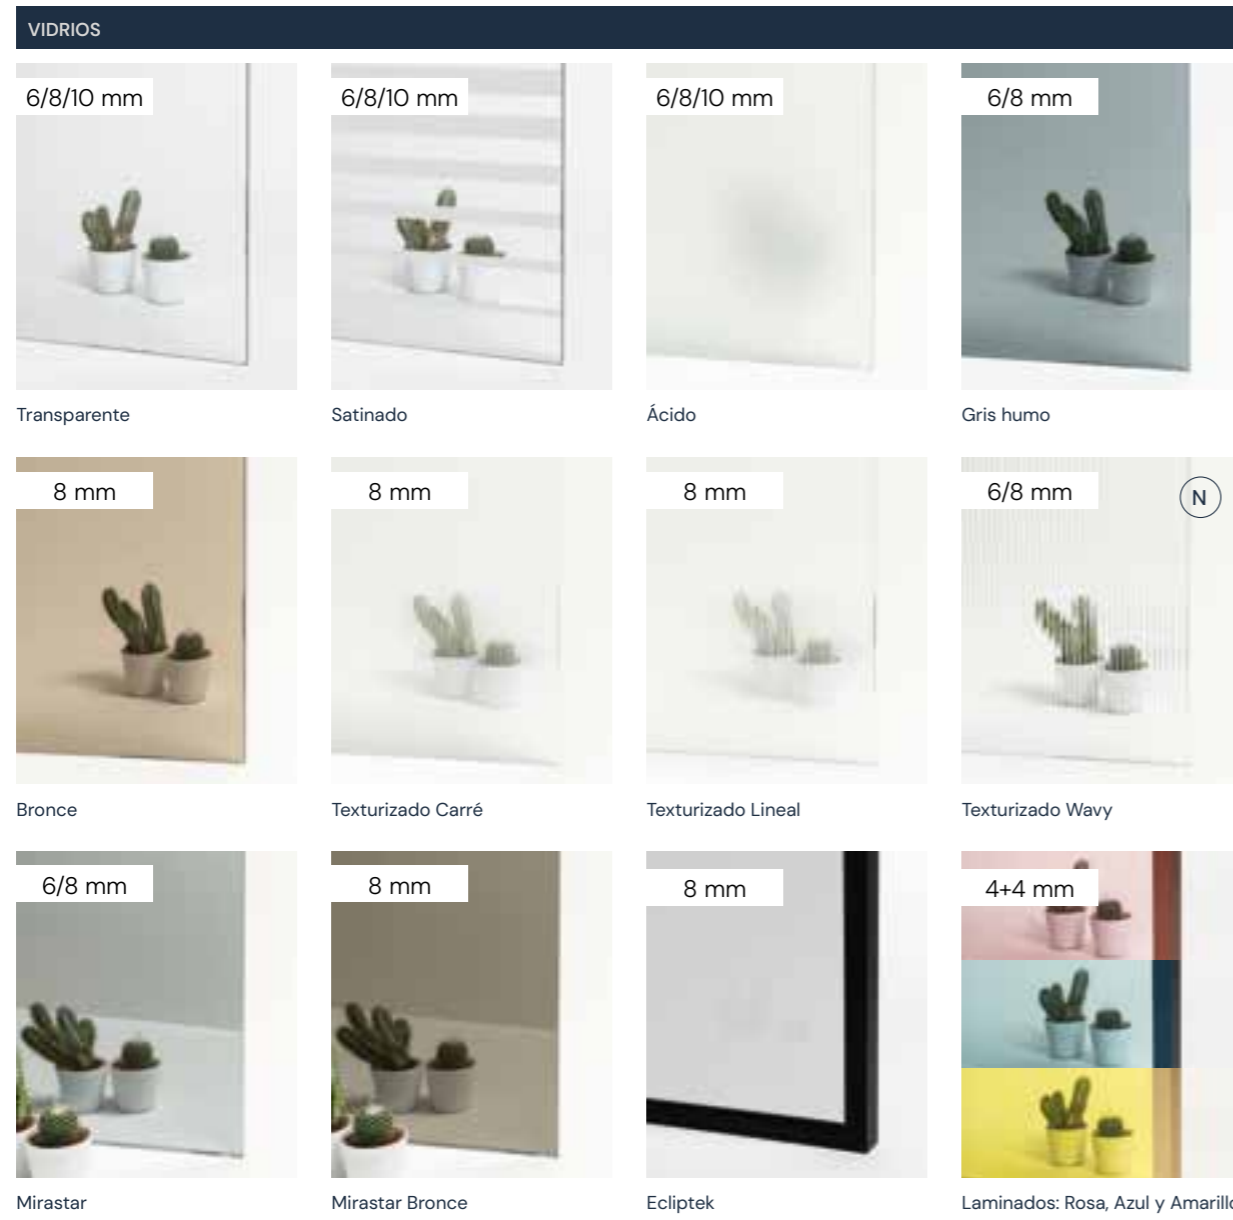 VIDRIOS
6/8/10 mm
6/8/10 mm
6/8/10 mm
6/8 mm
Transparente
Satinado
Ácido
Gris humo
8 mm
8 mm
8 mm
6/8 mm
N
Bronce
Texturizado Carré
Texturizado Lineal
Texturizado Wavy
6/8 mm
8 mm
8 mm
4+4 mm
Mirastar
Mirastar Bronce
Ecliptek
Laminados: Rosa, Azul y Amarillo